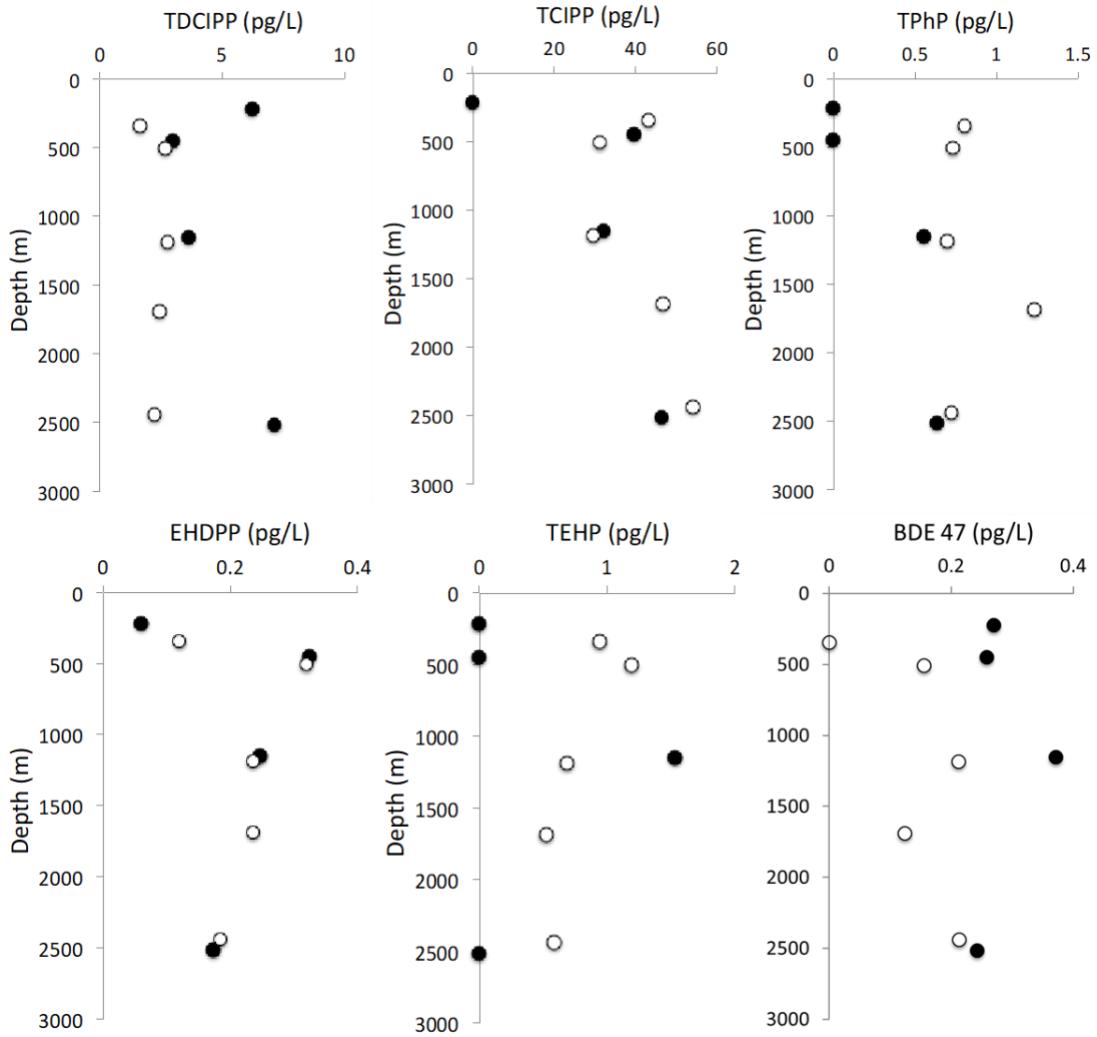 TDCIPP (pg/L)
0 5 10
0
500
1000
1500
2000
2500
3000
Depth (m)
TCIPP (pg/L)
0 20 40 60
0
500
1000
1500
2000
2500
3000
Depth (m)
TPhP (pg/L)
0 0.5 1 1.5
0
500
1000
1500
2000
2500
3000
Depth (m)
EHDPP (pg/L)
0 0.2 0.4
0
500
1000
1500
2000
2500
3000
Depth (m)
TEHP (pg/L)
0 1 2
0
500
1000
1500
2000
2500
3000
Depth (m)
BDE 47 (pg/L)
0 0.2 0.4
0
500
1000
1500
2000
2500
3000
Depth (m)